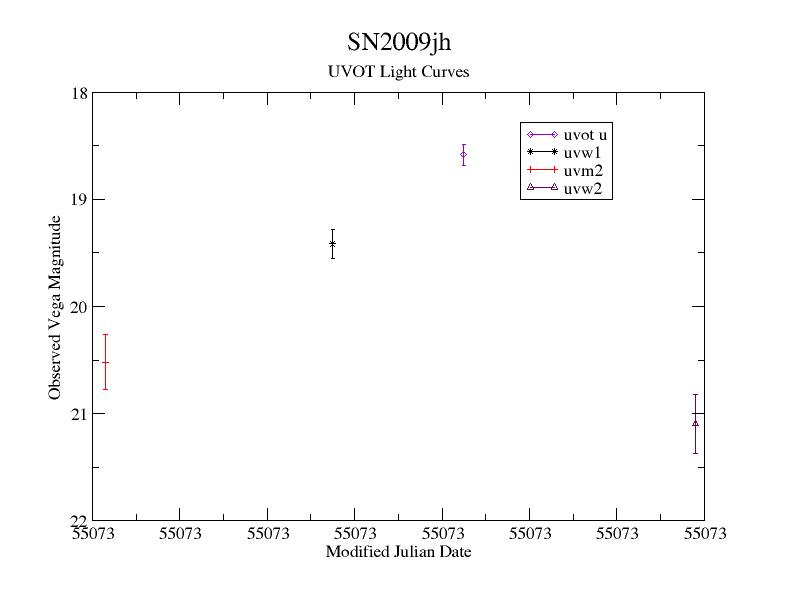 SN2009jh
UVOT Light Curves
18
19
20
21
22
Observed Vega Magnitude
uvot u
uvw1
uvm2
uvw2
55073 55073 55073 55073 55073 55073 55073 55073
Modified Julian Date